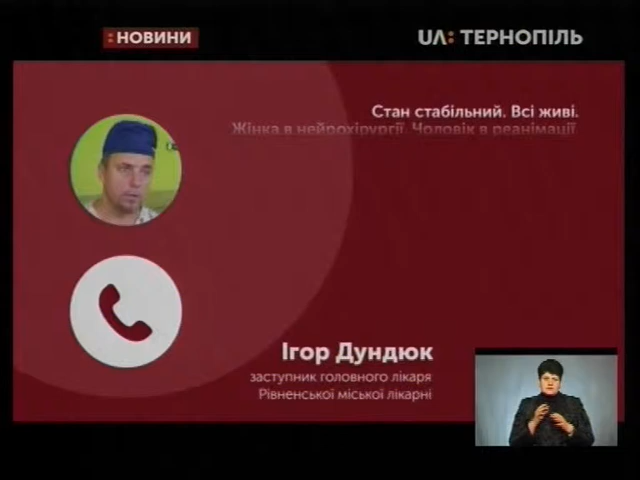 :НОВИНИ
UA: ТЕРНОПІЛЬ
Стан стабільний. Всі живі.
Жінка в нейрохірургії. Чоловік в реанімації
Ігор Дундюк
заступник головного лікаря
Рівненської міської лікарні